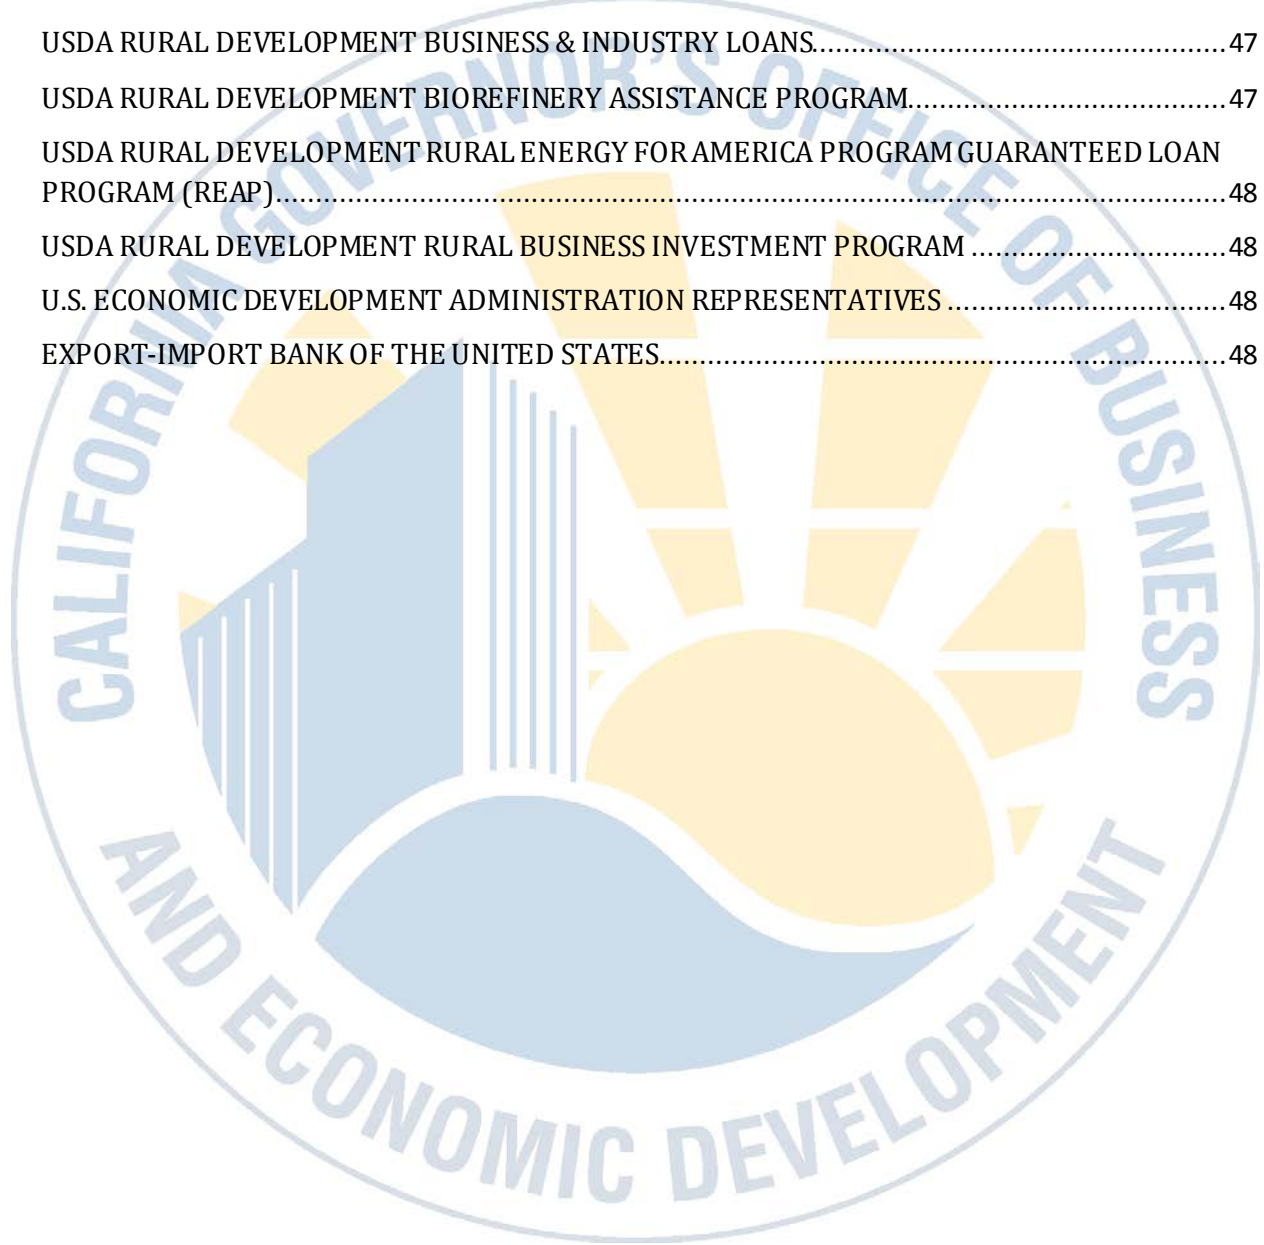 USDA RURAL DEVELOPMENT BUSINESS & INDUSTRY LOANS.................................................47
USDA RURAL DEVELOPMENT BIOREFINERY ASSISTANCE PROGRAM......................................47
USDA RURAL DEVELOPMENT RURAL ENERGY FOR AMERICA PROGRAM GUARANTEED LOAN
PROGRAM (REAP)....................................................................................................48
USDA RURAL DEVELOPMENT RURAL BUSINESS INVESTMENT PROGRAM ..............................48
U.S. ECONOMIC DEVELOPMENT ADMINISTRATION REPRESENTATIVES .................................48
EXPORT-IMPORT BANK OF THE UNITED STATES...................................................................48
CALIFORNIA GOVERNOR'S OFFICE OF BUSINESS
AND ECONOMIC DEVELOPMENT